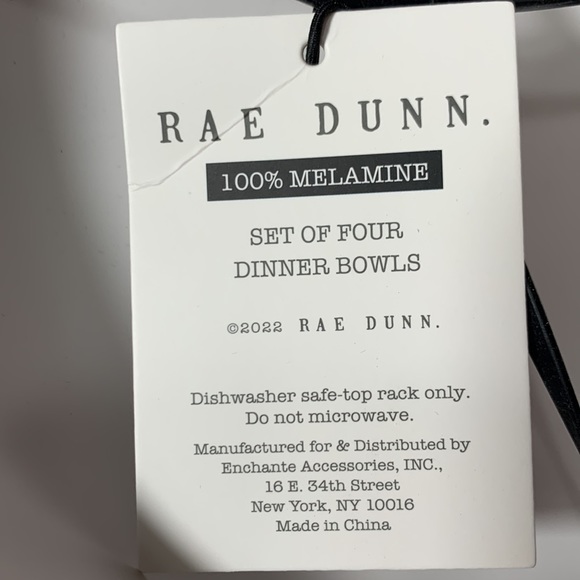 RAE DUNN.
100% MELAMINE
SET OF FOUR
DINNER BOWLS
©2022 RAE DUNN.
Dishwasher safe-top rack only.
Do not microwave.
Manufactured for & Distributed by
Enchante Accessories, INC.,
16 E. 34th Street
New York, NY 10016
Made in China